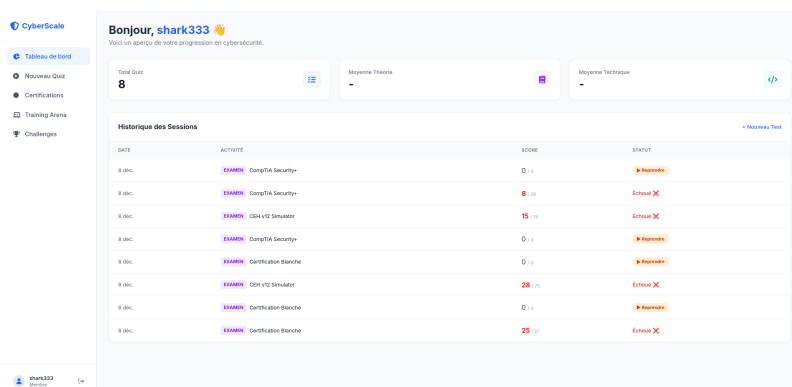 CyberScale
Tableau de bord
Nouveau Quiz
Certifications
Training Arena
Challenges
Bonjour, shark333 👋
Voici un aperçu de votre progression en cybersécurité.
Total Quiz
8
Moyenne Théorie
-
Moyenne Technique
-
Historique des Sessions
+ Nouveau Test
DATE ACTIVITÉ SCORE STATUT
8 déc. EXAMEN CompTIA Security+ 0 / 0 Reprendre
8 déc. EXAMEN CompTIA Security+ 8 Échoué ❌
8 déc. EXAMEN CEH v12 Simulator 15 Échoué ❌
8 déc. EXAMEN CompTIA Security+ 0 / 0 Reprendre
8 déc. EXAMEN Certification Blanche 0 / 0 Reprendre
8 déc. EXAMEN CEH v12 Simulator 28 Échoué ❌
8 déc. EXAMEN Certification Blanche 0 / 0 Reprendre
8 déc. EXAMEN Certification Blanche 25 Échoué ❌
shark333
Membre